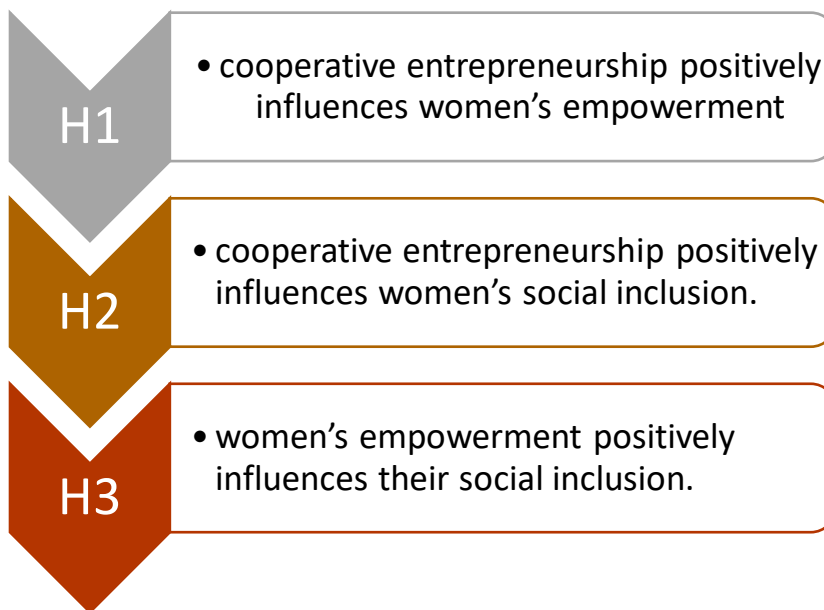 H1
• cooperative entrepreneurship positively
influences women’s empowerment
H2
• cooperative entrepreneurship positively
influences women’s social inclusion.
H3
• women’s empowerment positively
influences their social inclusion.